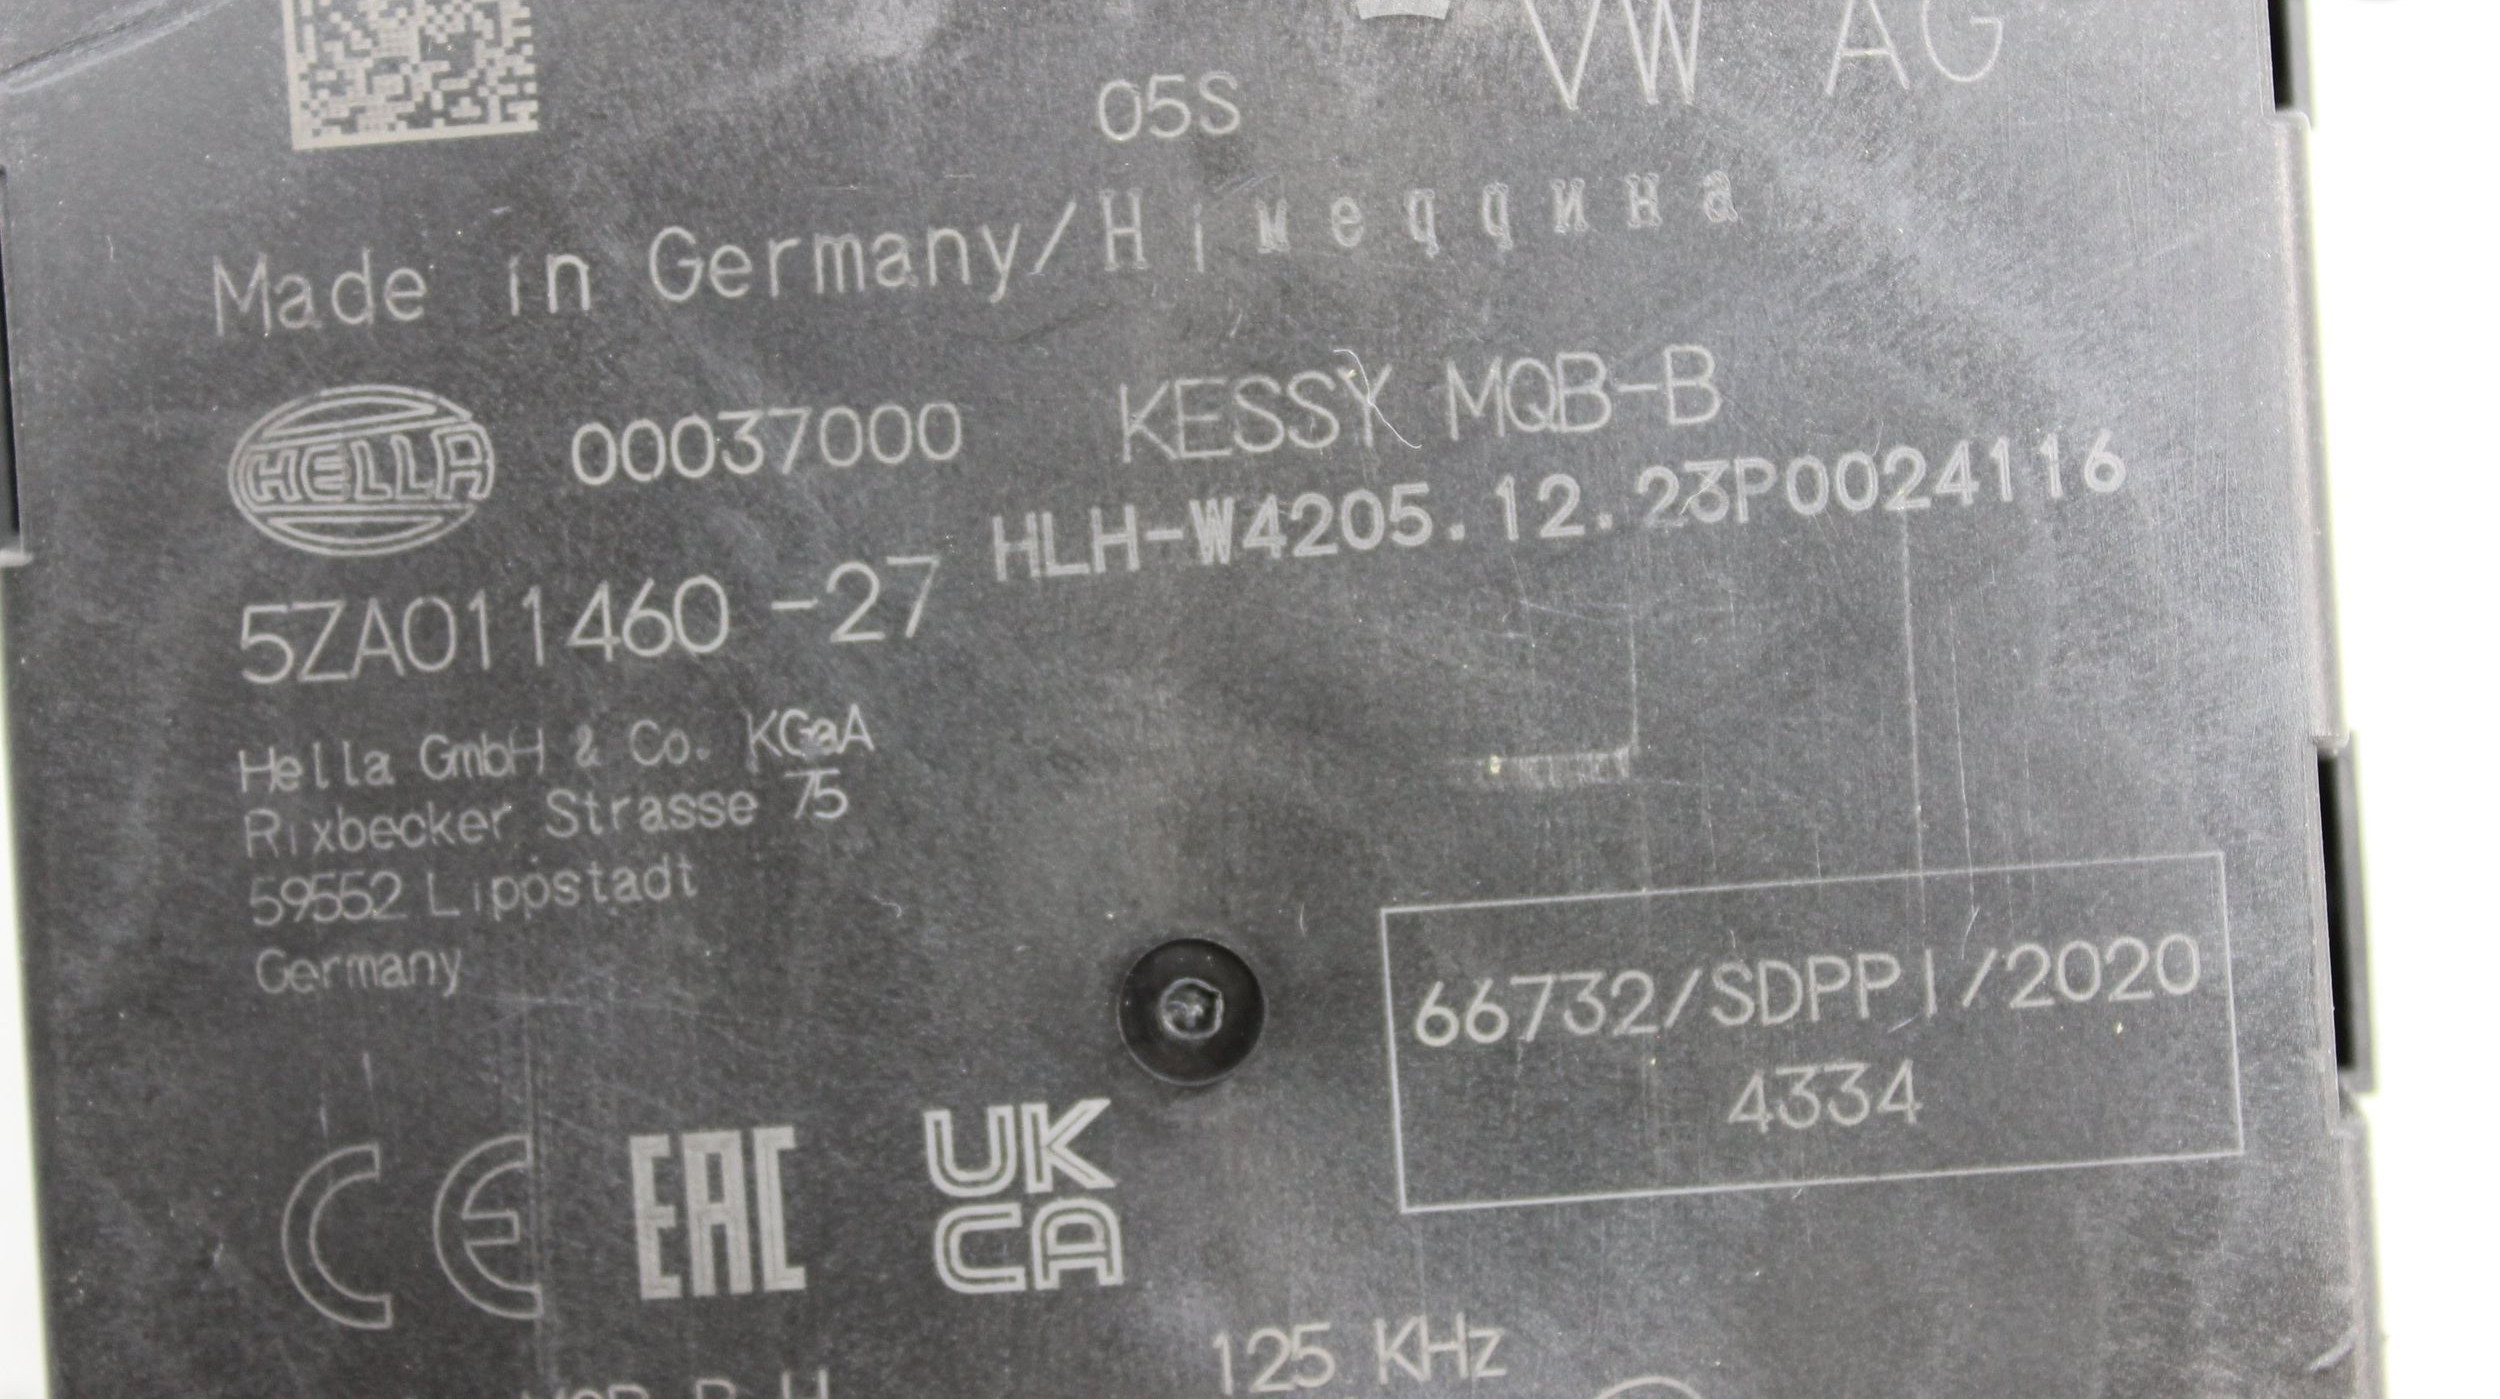 VW AG
05S
Made in Germany/Німеqqина
HELLA
00037000
KESSY MQB-B
HLH-W4205.12.23P0024116
5ZA011460-27
Hella GmbH & Co. KGaA
Rixbecker Strasse 75
59552 Lippstadt
Germany
66732/SDPPI/2020
4334
CE
EAC
UK
CA
125 KHz